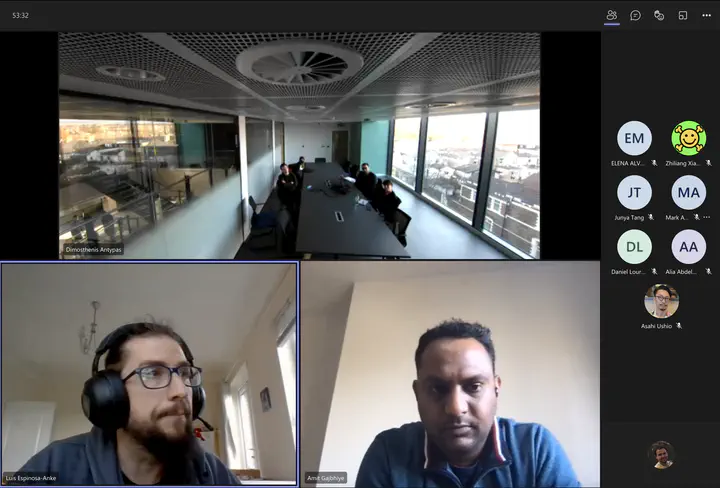 53:32
Dimosthenis Antypas
EM
ELENA ALV...
Zhiliang Xia...
JT
MA
Junya Tang
Mark A...
DL
AA
Daniel Lour...
Alia Abdel...
Asahi Ushio
Luis Espinosa-Anke
Amit Gajbhiye